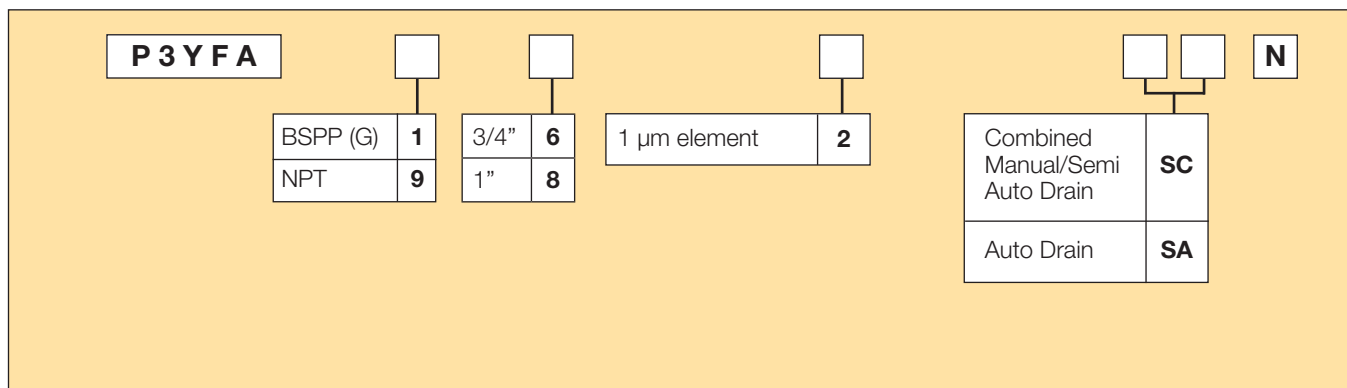 P3YFA N
BSPP (G) 1
NPT 9
3/4” 6
1” 8
1 µm element 2
Combined
Manual/Semi
Auto Drain
SC
Auto Drain SA